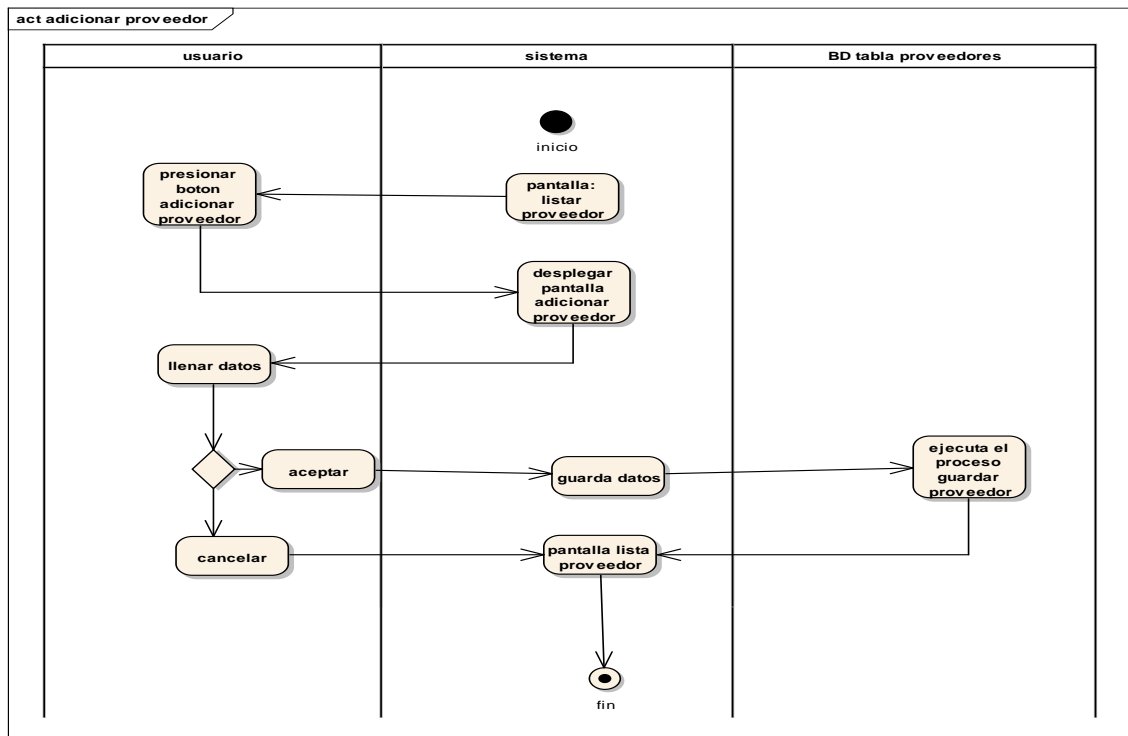 act adicionar proveedor
usuario
sistema
BD tabla proveedores
inicio
presionar
boton
adicionar
proveedor
pantalla:
listar
proveedor
desplegar
pantalla
adicionar
proveedor
llenar datos
aceptar
guarda datos
ejecuta el
proceso
guardar
proveedor
cancelar
pantalla lista
proveedor
fin